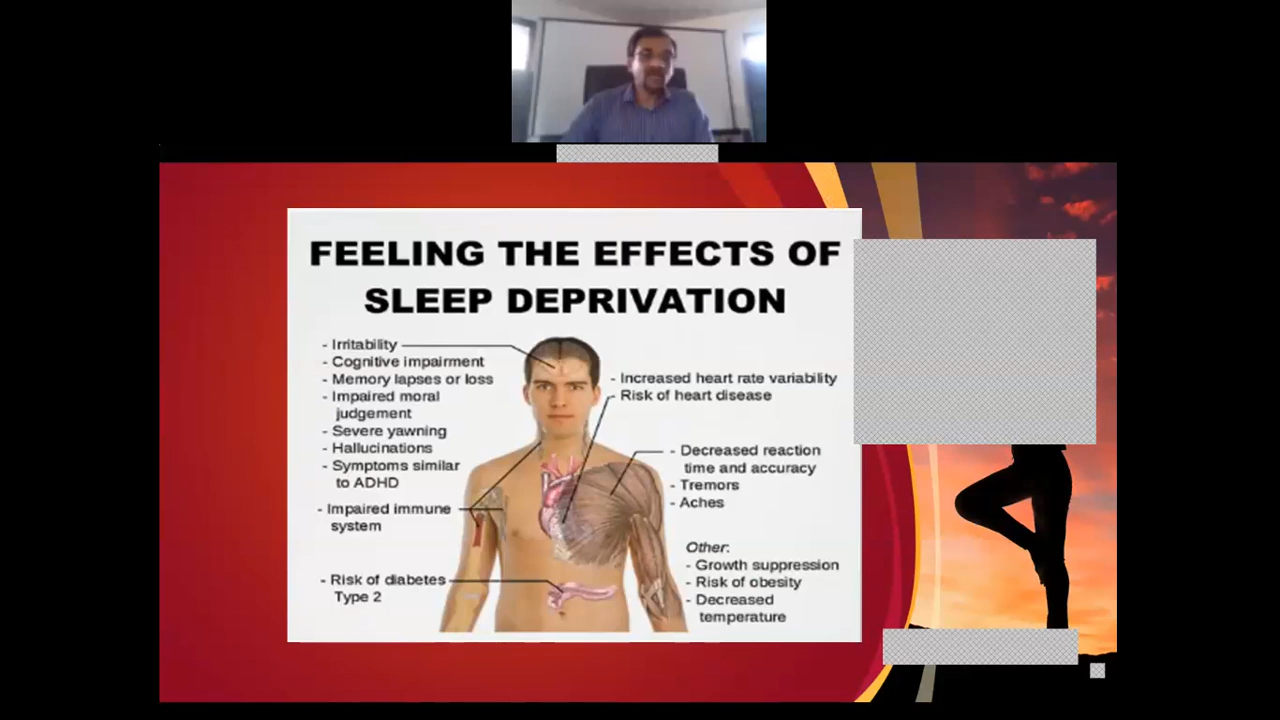 FEELING THE EFFECTS OF
SLEEP DEPRIVATION
- Irritability
- Cognitive impairment
- Memory lapses or loss
- Impaired moral
judgement
- Severe yawning
- Hallucinations
- Symptoms similar
to ADHD
- Impaired immune
system
- Risk of diabetes
Type 2
- Increased heart rate variability
- Risk of heart disease
- Decreased reaction
time and accuracy
- Tremors
- Aches
Other:
- Growth suppression
- Risk of obesity
- Decreased
temperature